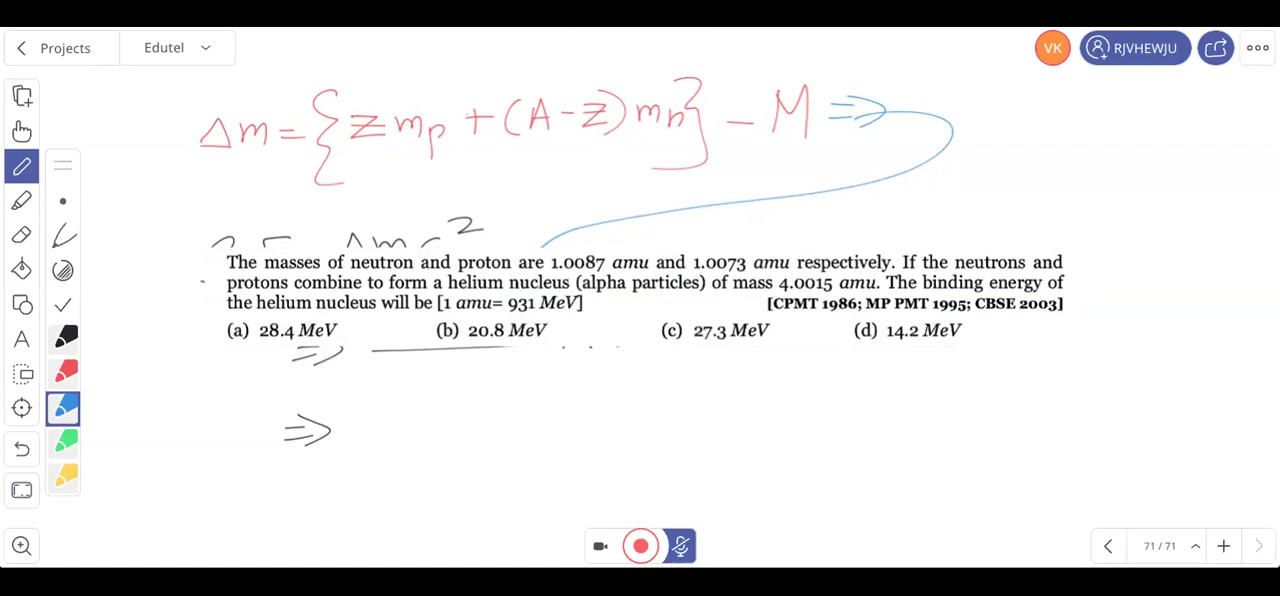 Projects
Edutel
VK
RJVHEWJU
Δm = {Zmp + (A-Z)mn} - M ⇒
Δmc²
The masses of neutron and proton are 1.0087 amu and 1.0073 amu respectively. If the neutrons and
protons combine to form a helium nucleus (alpha particles) of mass 4.0015 amu. The binding energy of
the helium nucleus will be [1 amu= 931 MeV] [CPMT 1986; MP PMT 1995; CBSE 2003]
(a) 28.4 MeV (b) 20.8 MeV (c) 27.3 MeV (d) 14.2 MeV
⇒
⇒
A
71 / 71